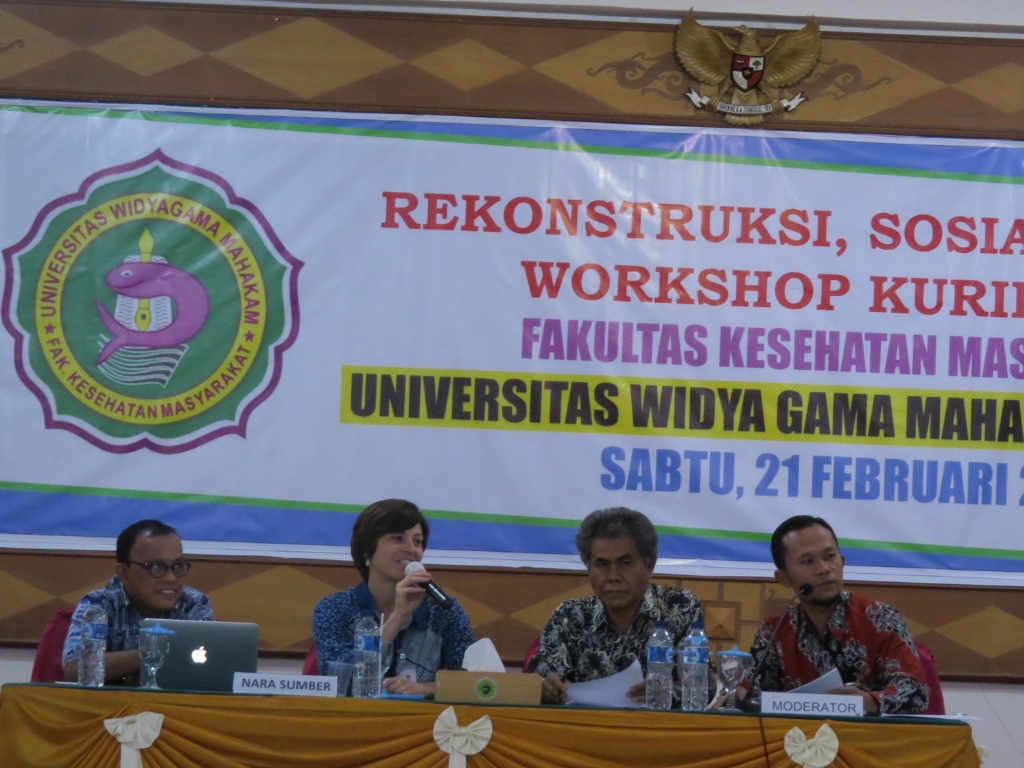 REKONSTRUKSI, SOSIA
WORKSHOP KURI
FAKULTAS KESEHATAN MAS
UNIVERSITAS WIDYA GAMA MAHA
SABTU, 21 FEBRUARI 2
UNIVERSITAS WIDYAGAMA MAHAKAM
★ FAK. KESEHATAN MASYARAKAT ★
NARA SUMBER
MODERATOR